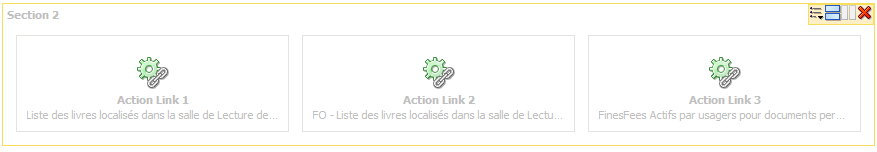 Section 2
Action Link 1
Liste des livres localisés dans la salle de Lecture de...
Action Link 2
FO - Liste des livres localisés dans la salle de Lectu...
Action Link 3
FinesFees Actifs par usagers pour documents per...